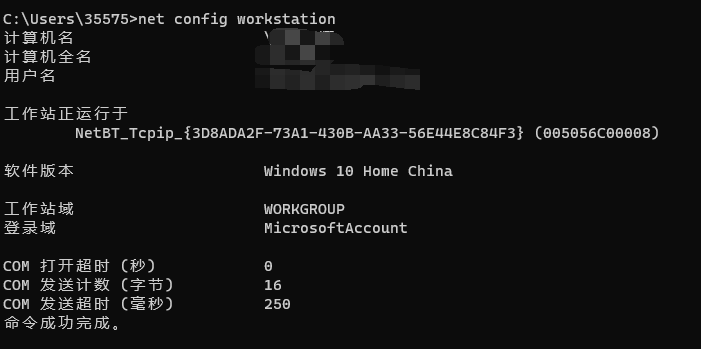 C:\Users\35575>net config workstation
计算机名
计算机全名
用户名
工作站正运行于
NetBT_Tcpip_{3D8ADA2F-73A1-430B-AA33-56E44E8C84F3} (005056C00008)
软件版本 Windows 10 Home China
工作站域 WORKGROUP
登录域 MicrosoftAccount
COM 打开超时 (秒) 0
COM 发送计数 (字节) 16
COM 发送超时 (毫秒) 250
命令成功完成。